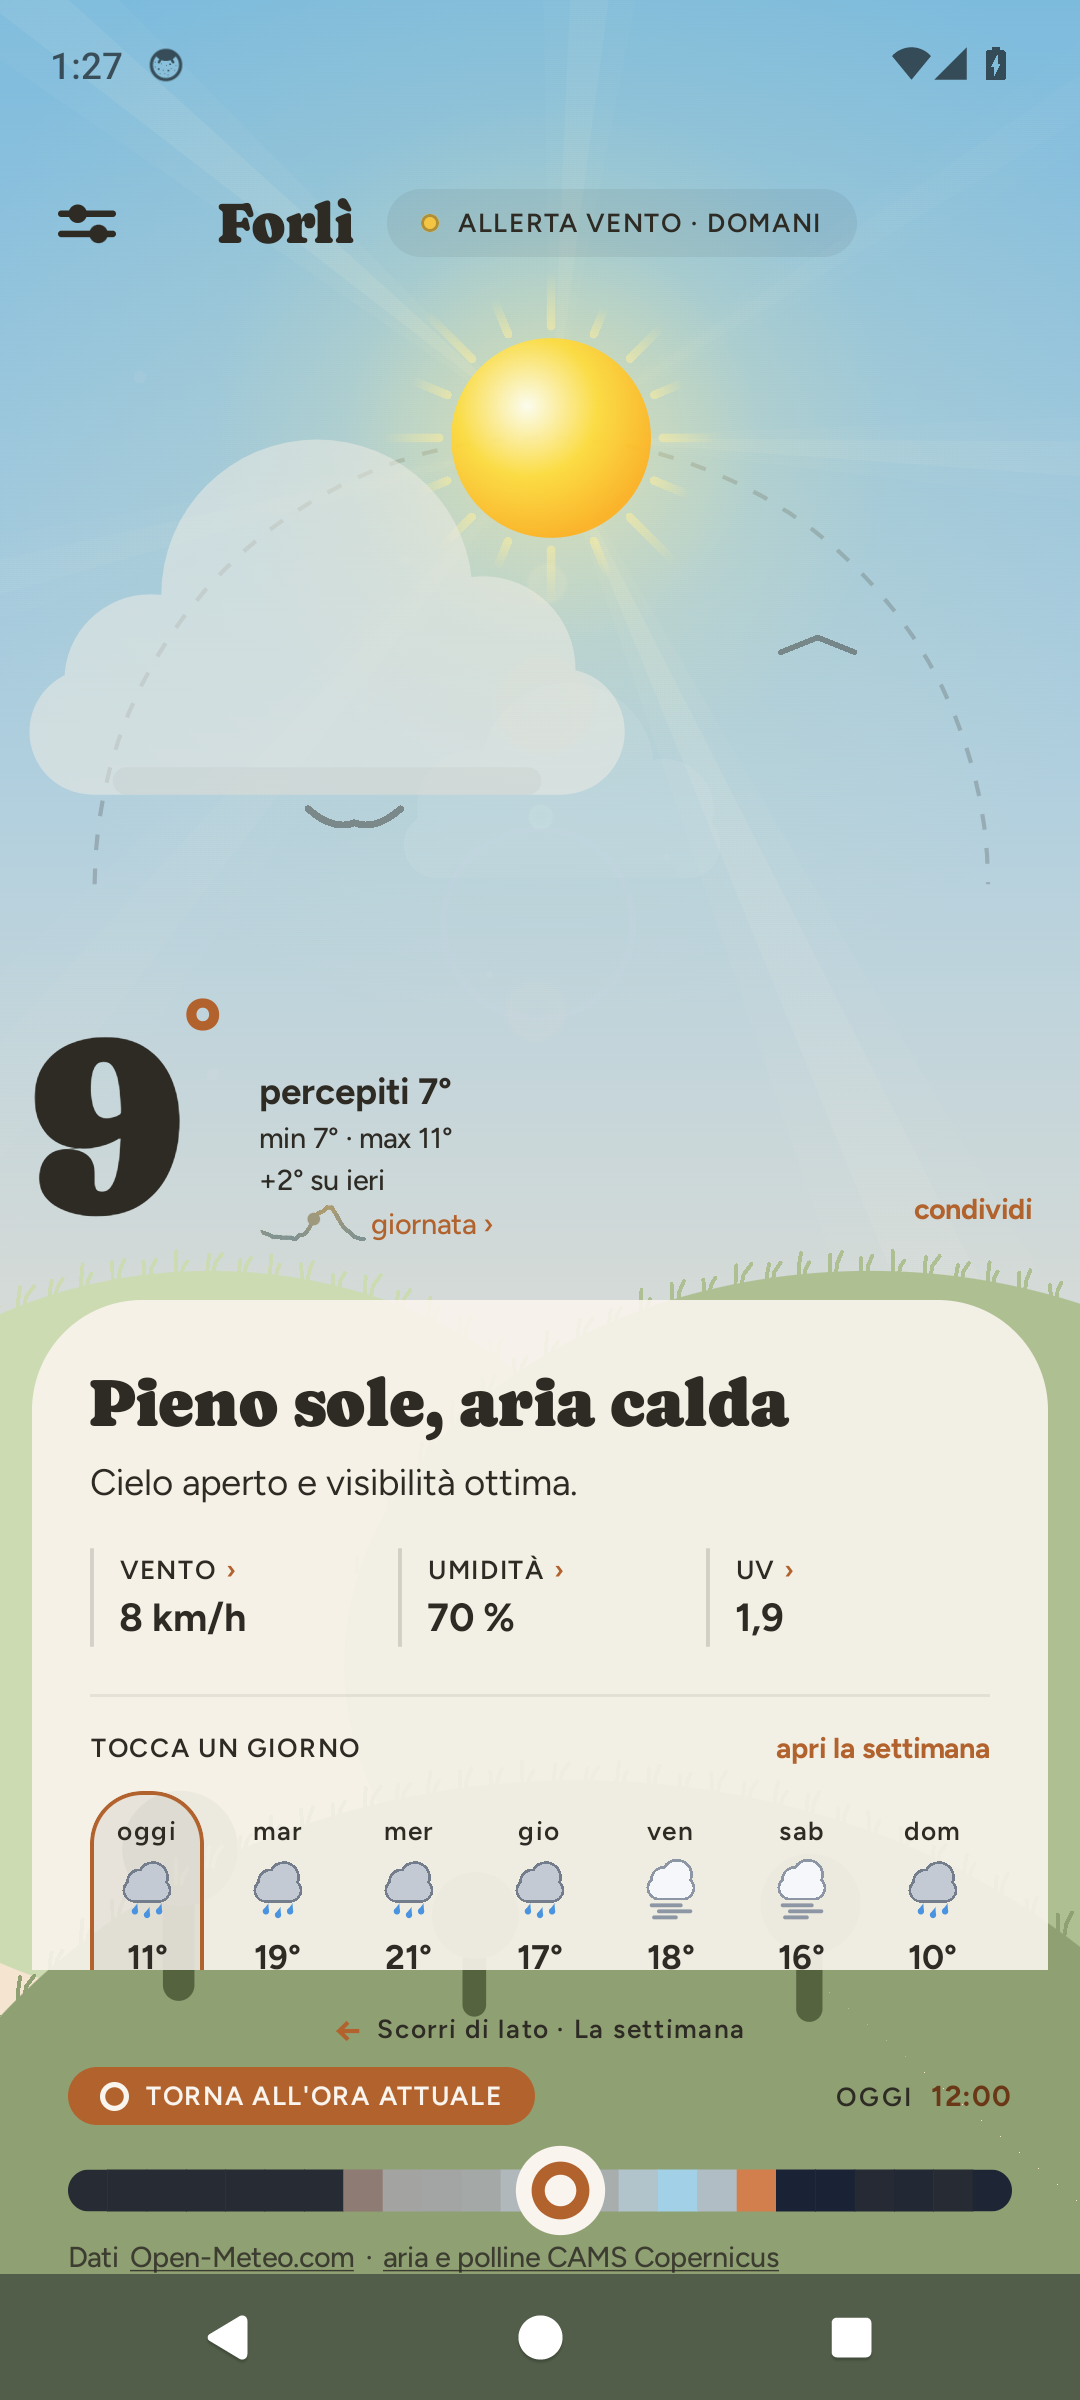 1:27
Forlì
ALLERTA VENTO · DOMANI
9°
percepiti 7°
min 7° · max 11°
+2° su ieri
giornata ›
condividi
Pieno sole, aria calda
Cielo aperto e visibilità ottima.
VENTO › UMIDITÀ › UV ›
8 km/h 70 % 1,9
TOCCA UN GIORNO apri la settimana
oggi mar mer gio ven sab dom
11° 19° 21° 17° 18° 16° 10°
← Scorri di lato · La settimana
TORNA ALL'ORA ATTUALE OGGI 12:00
Dati Open-Meteo.com · aria e polline CAMS Copernicus